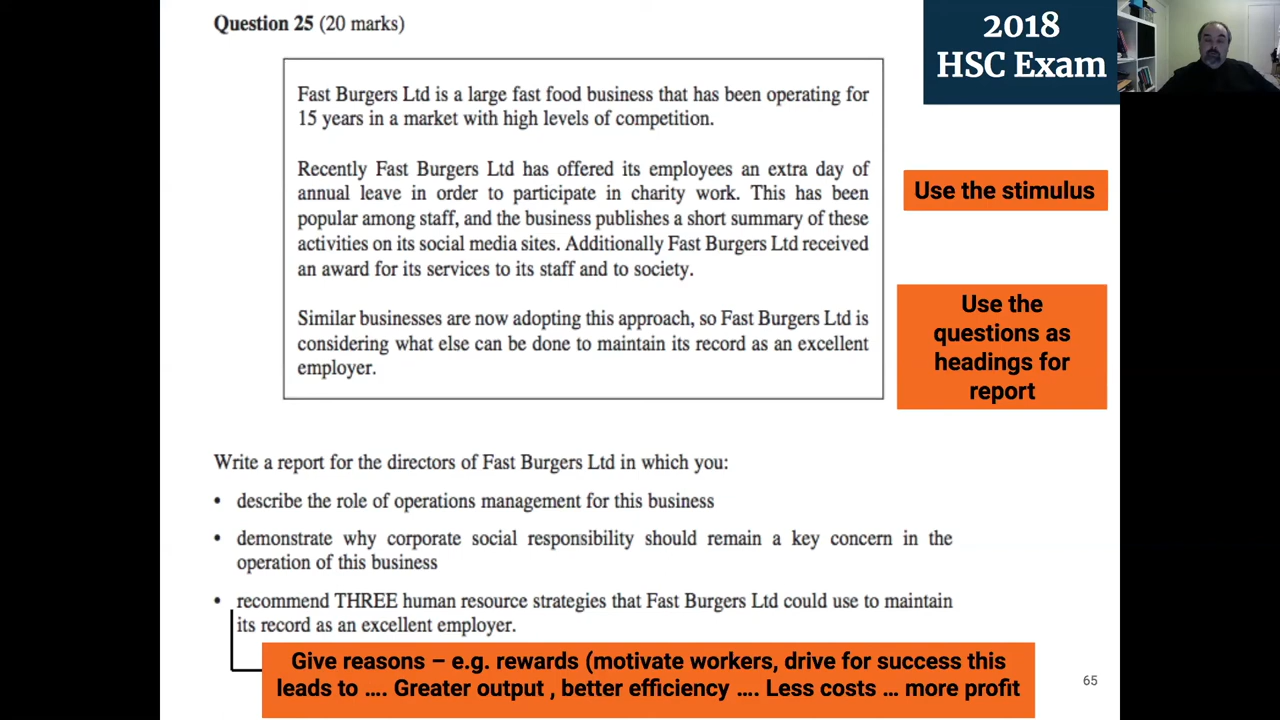 Question 25 (20 marks)
2018
HSC Exam
Fast Burgers Ltd is a large fast food business that has been operating for
15 years in a market with high levels of competition.
Recently Fast Burgers Ltd has offered its employees an extra day of
annual leave in order to participate in charity work. This has been
popular among staff, and the business publishes a short summary of these
activities on its social media sites. Additionally Fast Burgers Ltd received
an award for its services to its staff and to society.
Similar businesses are now adopting this approach, so Fast Burgers Ltd is
considering what else can be done to maintain its record as an excellent
employer.
Use the stimulus
Use the
questions as
headings for
report
Write a report for the directors of Fast Burgers Ltd in which you:
• describe the role of operations management for this business
• demonstrate why corporate social responsibility should remain a key concern in the
operation of this business
• recommend THREE human resource strategies that Fast Burgers Ltd could use to maintain
its record as an excellent employer.
Give reasons – e.g. rewards (motivate workers, drive for success this
leads to …. Greater output , better efficiency …. Less costs … more profit
65